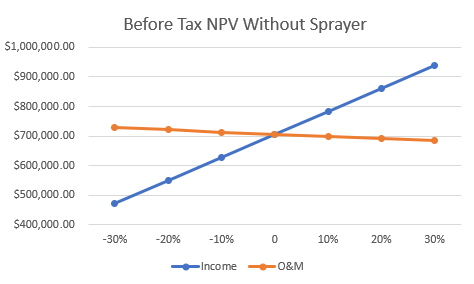 Before Tax NPV Without Sprayer
$1,000,000.00
$900,000.00
$800,000.00
$700,000.00
$600,000.00
$500,000.00
$400,000.00
-30% -20% -10% 0 10% 20% 30%
Income O&M